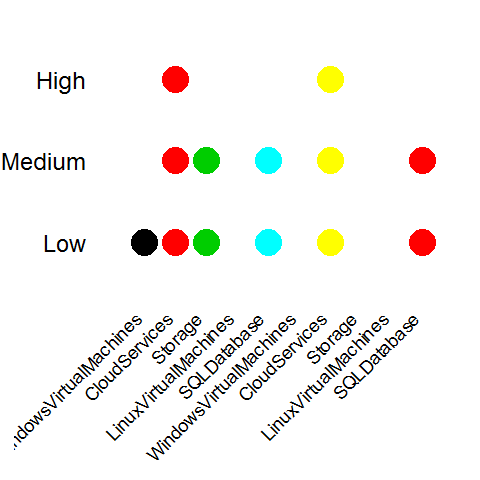 High
Medium
Low
ndowsVirtualMachines
CloudServices
Storage
LinuxVirtualMachines
SQLDatabase
WindowsVirtualMachines
CloudServices
Storage
LinuxVirtualMachines
SQLDatabase